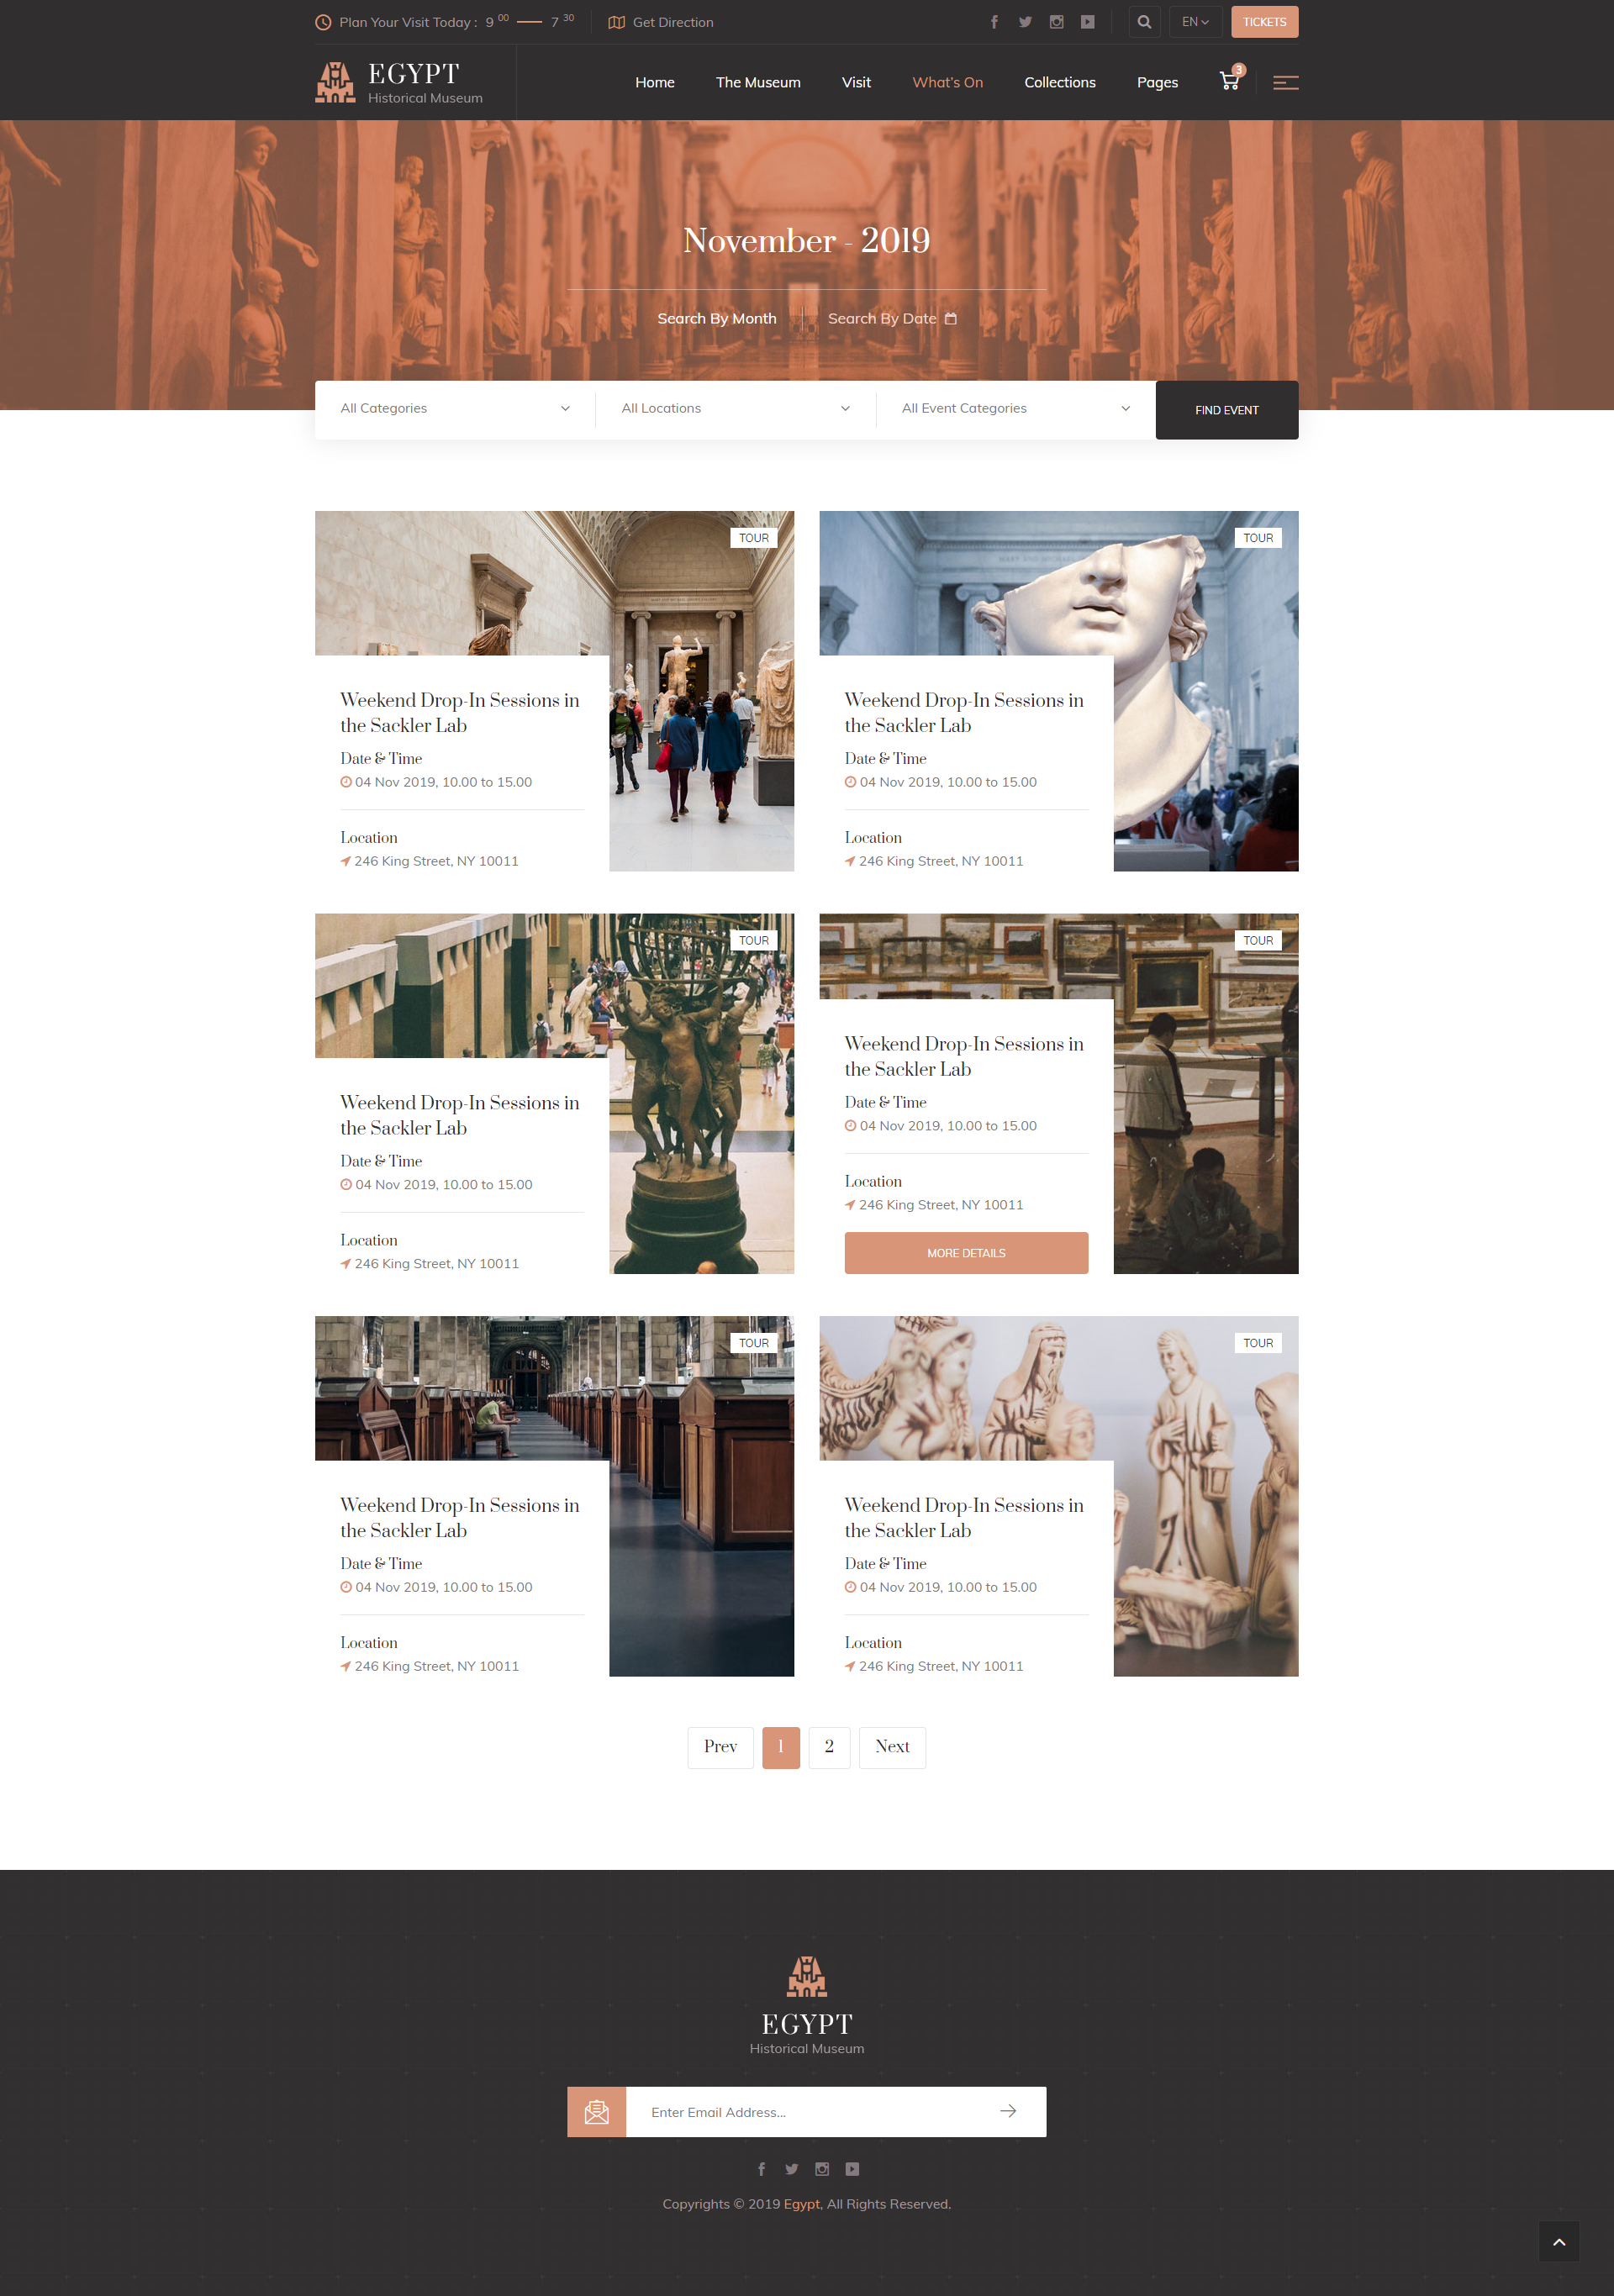 Plan Your Visit Today : 9 00 — 7 30
Get Direction
EN
TICKETS
EGYPT
Historical Museum
Home
The Museum
Visit
What's On
Collections
Pages
3
November - 2019
Search By Month
Search By Date
All Categories
All Locations
All Event Categories
FIND EVENT
TOUR
Weekend Drop-In Sessions in
the Sackler Lab
Date & Time
04 Nov 2019, 10.00 to 15.00
Location
246 King Street, NY 10011
TOUR
MARY AND MICHAEL
Weekend Drop-In Sessions in
the Sackler Lab
Date & Time
04 Nov 2019, 10.00 to 15.00
Location
246 King Street, NY 10011
TOUR
Weekend Drop-In Sessions in
the Sackler Lab
Date & Time
04 Nov 2019, 10.00 to 15.00
Location
246 King Street, NY 10011
TOUR
Weekend Drop-In Sessions in
the Sackler Lab
Date & Time
04 Nov 2019, 10.00 to 15.00
Location
246 King Street, NY 10011
MORE DETAILS
TOUR
Weekend Drop-In Sessions in
the Sackler Lab
Date & Time
04 Nov 2019, 10.00 to 15.00
Location
246 King Street, NY 10011
TOUR
Weekend Drop-In Sessions in
the Sackler Lab
Date & Time
04 Nov 2019, 10.00 to 15.00
Location
246 King Street, NY 10011
Prev
1
2
Next
EGYPT
Historical Museum
Enter Email Address...
Copyrights © 2019 Egypt, All Rights Reserved.